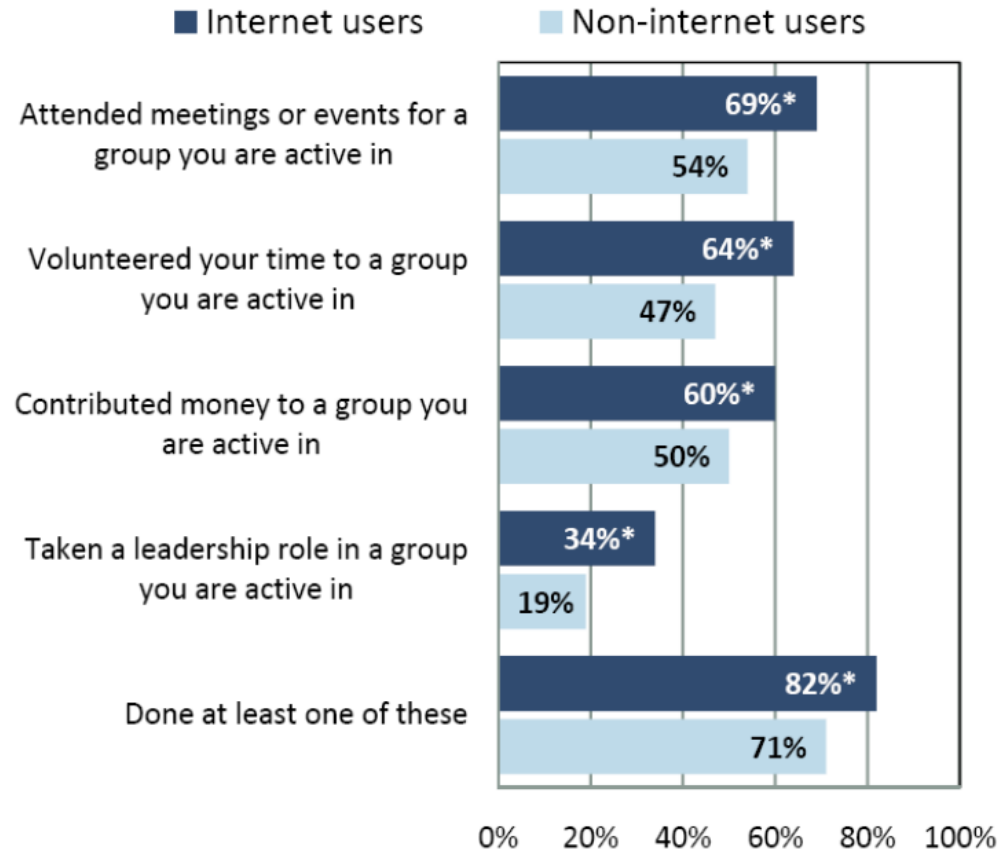 Internet users Non-internet users
Attended meetings or events for a
group you are active in
69%*
54%
Volunteered your time to a group
you are active in
64%*
47%
Contributed money to a group you
are active in
60%*
50%
Taken a leadership role in a group
you are active in
34%*
19%
Done at least one of these
82%*
71%
0% 20% 40% 60% 80% 100%